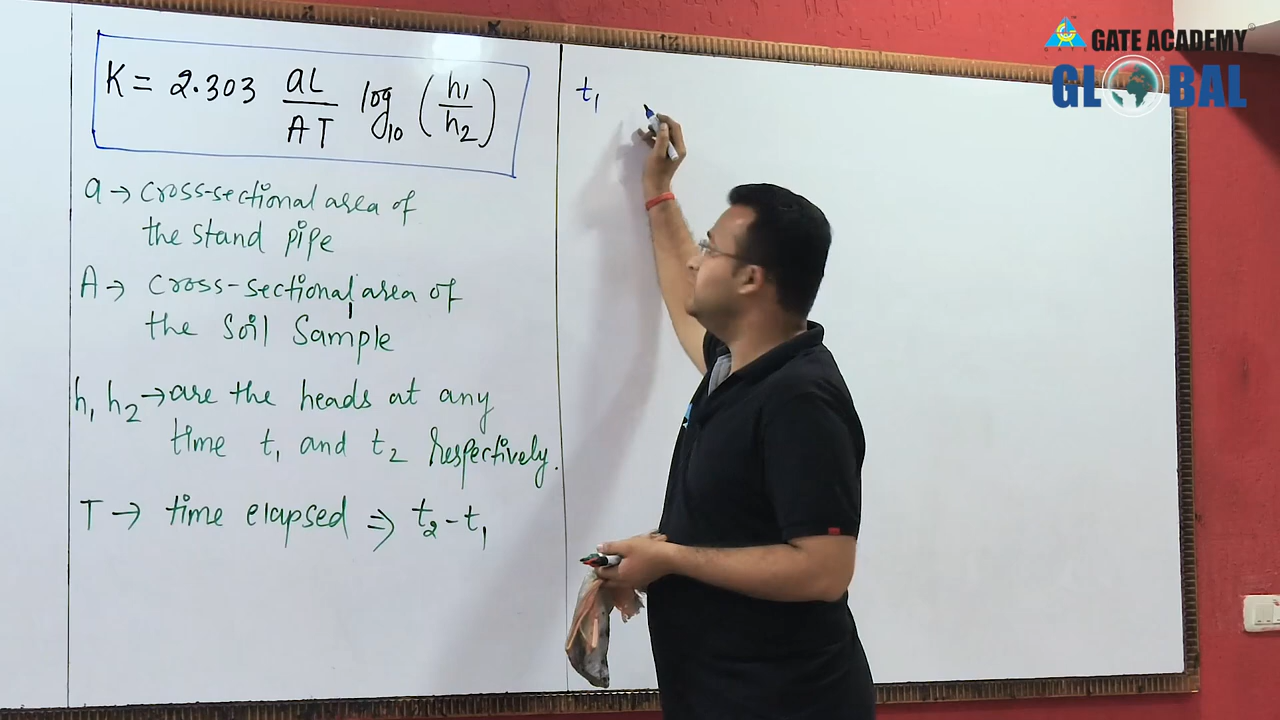 K = 2.303 aL/AT log10 (h1/h2)
a → cross-sectional area of
the stand pipe
A → cross-sectional area of
the soil sample
h1 h2 → are the heads at any
time t1 and t2 respectively.
T → time elapsed ⇒ t2 - t1
t1
GATE ACADEMY
GLOBAL